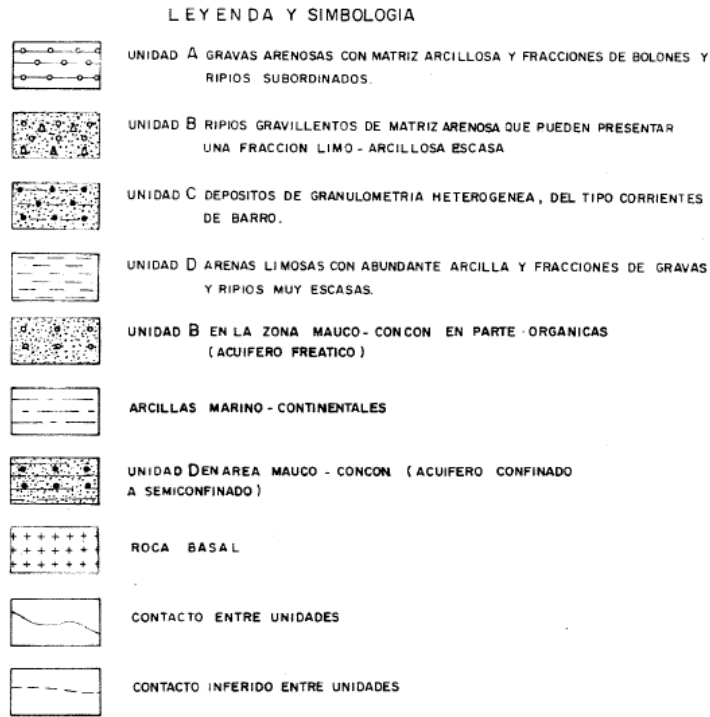 LEYENDA Y SIMBOLOGIA
UNIDAD A GRAVAS ARENOSAS CON MATRIZ ARCILLOSA Y FRACCIONES DE BOLONES Y
RIPIOS SUBORDINADOS.
UNIDAD B RIPIOS GRAVILLENTOS DE MATRIZ ARENOSA QUE PUEDEN PRESENTAR
UNA FRACCION LIMO-ARCILLOSA ESCASA
UNIDAD C DEPOSITOS DE GRANULOMETRIA HETEROGENEA, DEL TIPO CORRIENTES
DE BARRO.
UNIDAD D ARENAS LIMOSAS CON ABUNDANTE ARCILLA Y FRACCIONES DE GRAVAS
Y RIPIOS MUY ESCASAS.
UNIDAD B EN LA ZONA MAUCO-CONCON EN PARTE ORGANICAS
(ACUIFERO FREATICO)
ARCILLAS MARINO-CONTINENTALES
UNIDAD D EN AREA MAUCO-CONCON (ACUIFERO CONFINADO
A SEMICONFINADO)
ROCA BASAL
CONTACTO ENTRE UNIDADES
CONTACTO INFERIDO ENTRE UNIDADES